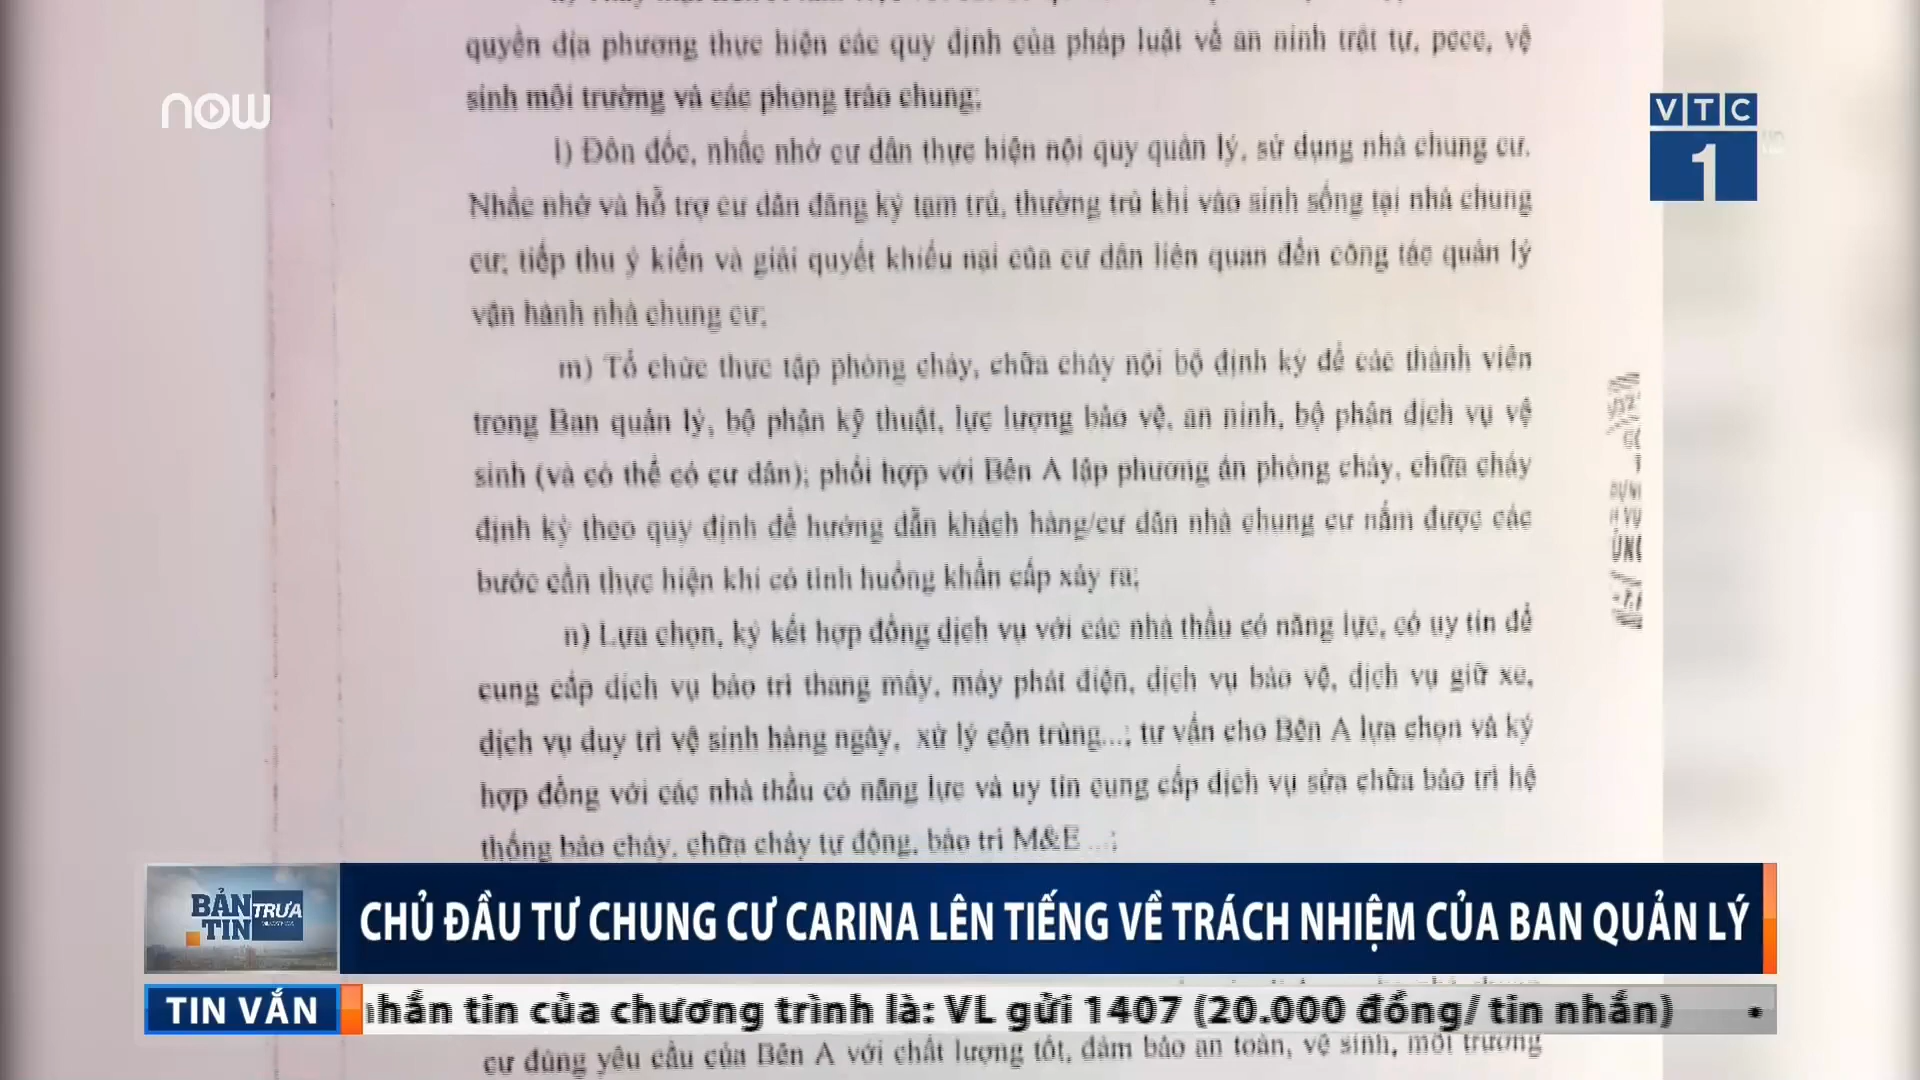 quyền địa phương thực hiện các quy định của pháp luật về an ninh trật tự, pccc, vệ
sinh môi trường và các phong trào chung;
now
VTC
1
HD
l) Đôn đốc, nhắc nhở cư dân thực hiện nội quy quản lý, sử dụng nhà chung cư.
Nhắc nhở và hỗ trợ cư dân đăng ký tạm trú, thường trú khi vào sinh sống tại nhà chung
cư; tiếp thu ý kiến và giải quyết khiếu nại của cư dân liên quan đến công tác quản lý
vận hành nhà chung cư;
m) Tổ chức thực tập phòng cháy, chữa cháy nội bộ định kỳ để các thành viên
trong Ban quản lý, bộ phận kỹ thuật, lực lượng bảo vệ, an ninh, bộ phận dịch vụ vệ
sinh (và có thể có cư dân); phối hợp với Bên A lập phương án phòng cháy, chữa cháy
định kỳ theo quy định để hướng dẫn khách hàng/cư dân nhà chung cư nắm được các
bước cần thực hiện khi có tình huống khẩn cấp xảy ra;
n) Lựa chọn, ký kết hợp đồng dịch vụ với các nhà thầu có năng lực, có uy tín để
cung cấp dịch vụ bảo trì thang máy, máy phát điện, dịch vụ bảo vệ, dịch vụ giữ xe,
dịch vụ duy trì vệ sinh hàng ngày, xử lý côn trùng...; tư vấn cho Bên A lựa chọn và ký
hợp đồng với các nhà thầu có năng lực và uy tín cung cấp dịch vụ sửa chữa bảo trì hệ
thống báo cháy, chữa cháy tự động, bảo trì M&E ...;
BẢN TIN TRƯA
CHỦ ĐẦU TƯ CHUNG CƯ CARINA LÊN TIẾNG VỀ TRÁCH NHIỆM CỦA BAN QUẢN LÝ
TIN VẮN
nhắn tin của chương trình là: VL gửi 1407 (20.000 đồng/ tin nhắn) •
cư đúng yêu cầu của Bên A với chất lượng tốt, đảm bảo an toàn, vệ sinh, môi trường